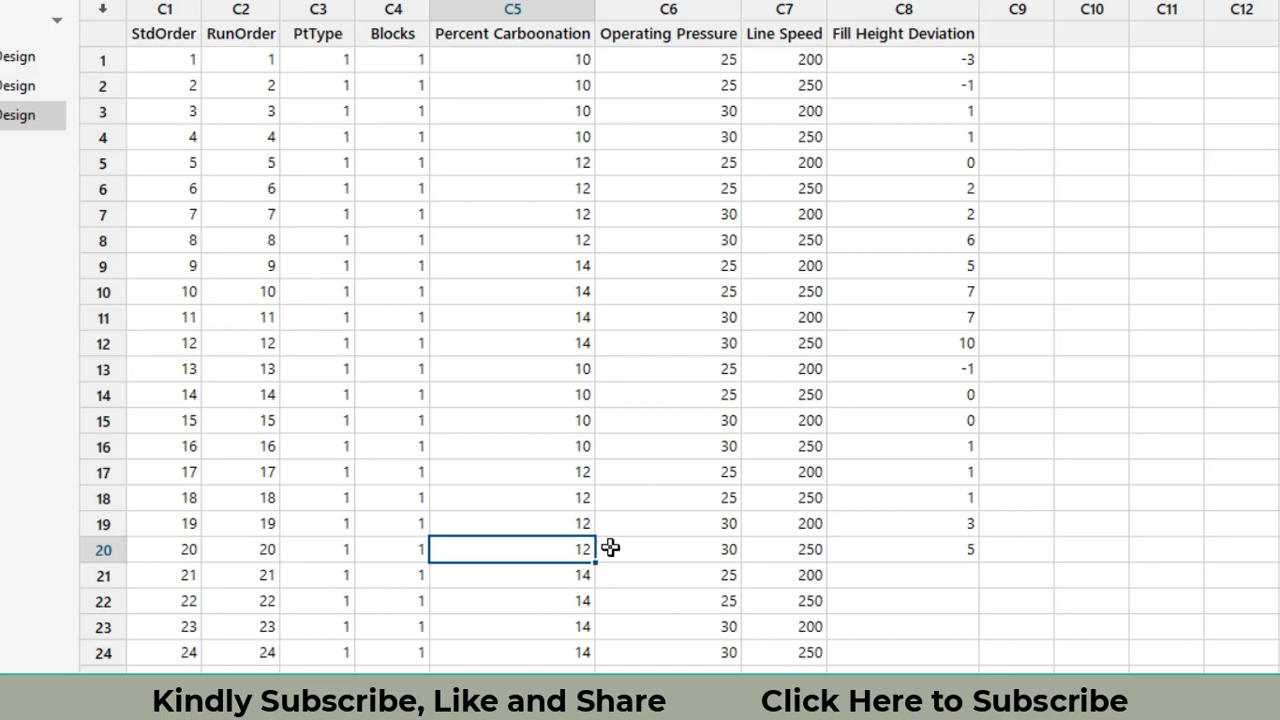 C1 C2 C3 C4 C5 C6 C7 C8 C9 C10 C11 C12
StdOrder RunOrder PtType Blocks Percent Carboonation Operating Pressure Line Speed Fill Height Deviation
1 1 1 1 1 10 25 200 -3
2 2 2 1 1 10 25 250 -1
3 3 3 1 1 10 30 200 1
4 4 4 1 1 10 30 250 1
5 5 5 1 1 12 25 200 0
6 6 6 1 1 12 25 250 2
7 7 7 1 1 12 30 200 2
8 8 8 1 1 12 30 250 6
9 9 9 1 1 14 25 200 5
10 10 10 1 1 14 25 250 7
11 11 11 1 1 14 30 200 7
12 12 12 1 1 14 30 250 10
13 13 13 1 1 10 25 200 -1
14 14 14 1 1 10 25 250 0
15 15 15 1 1 10 30 200 0
16 16 16 1 1 10 30 250 1
17 17 17 1 1 12 25 200 1
18 18 18 1 1 12 25 250 1
19 19 19 1 1 12 30 200 3
20 20 20 1 1 12 30 250 5
21 21 21 1 1 14 25 200
22 22 22 1 1 14 25 250
23 23 23 1 1 14 30 200
24 24 24 1 1 14 30 250
Design
Design
Design
Kindly Subscribe, Like and Share Click Here to Subscribe